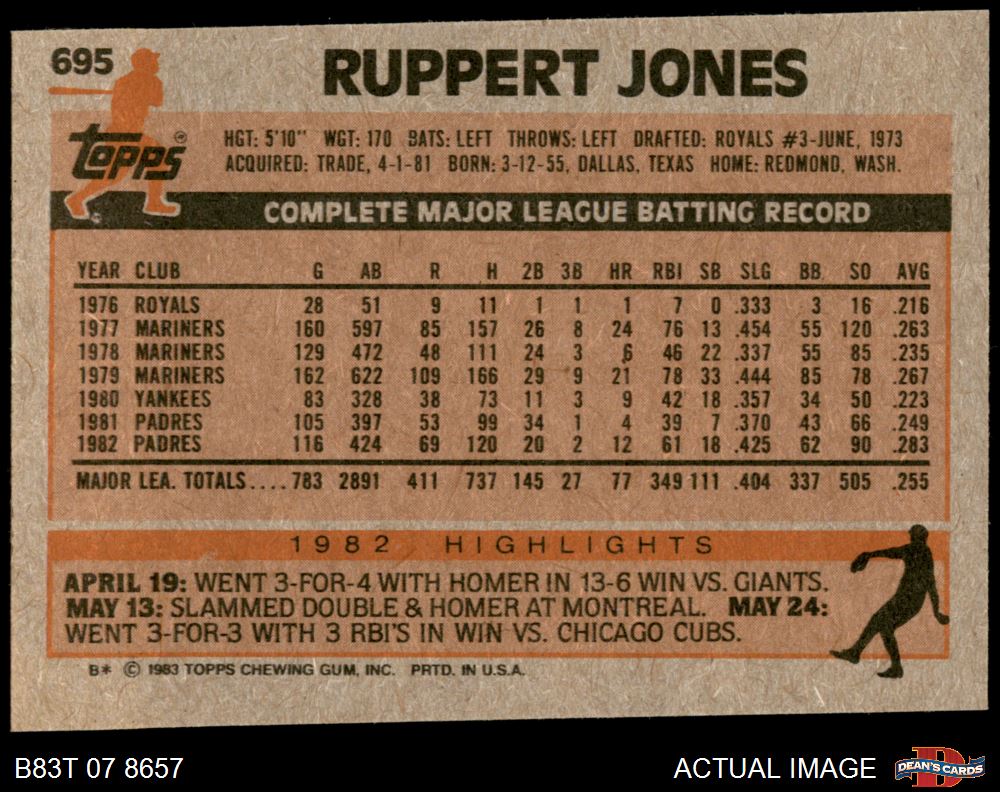 695
RUPPERT JONES
topps ®
HGT: 5'10" WGT: 170 BATS: LEFT THROWS: LEFT DRAFTED: ROYALS #3-JUNE, 1973
ACQUIRED: TRADE, 4-1-81 BORN: 3-12-55, DALLAS, TEXAS HOME: REDMOND, WASH.
COMPLETE MAJOR LEAGUE BATTING RECORD
YEAR CLUB G AB R H 2B 3B HR RBI SB SLG BB SO AVG
1976 ROYALS 28 51 9 11 1 1 1 7 0 .333 3 16 .216
1977 MARINERS 160 597 85 157 26 8 24 76 13 .454 55 120 .263
1978 MARINERS 129 472 48 111 24 3 6 46 22 .337 55 85 .235
1979 MARINERS 162 622 109 166 29 9 21 78 33 .444 85 78 .267
1980 YANKEES 83 328 38 73 11 3 9 42 18 .357 34 50 .223
1981 PADRES 105 397 53 99 34 1 4 39 7 .370 43 66 .249
1982 PADRES 116 424 69 120 20 2 12 61 18 .425 62 90 .283
MAJOR LEA. TOTALS....783 2891 411 737 145 27 77 349 111 .404 337 505 .255
1982 HIGHLIGHTS
APRIL 19: WENT 3-FOR-4 WITH HOMER IN 13-6 WIN VS. GIANTS.
MAY 13: SLAMMED DOUBLE & HOMER AT MONTREAL. MAY 24:
WENT 3-FOR-3 WITH 3 RBI'S IN WIN VS. CHICAGO CUBS.
B* © 1983 TOPPS CHEWING GUM, INC. PRTD. IN U.S.A.
B83T 07 8657
ACTUAL IMAGE
DEAN'S CARDS